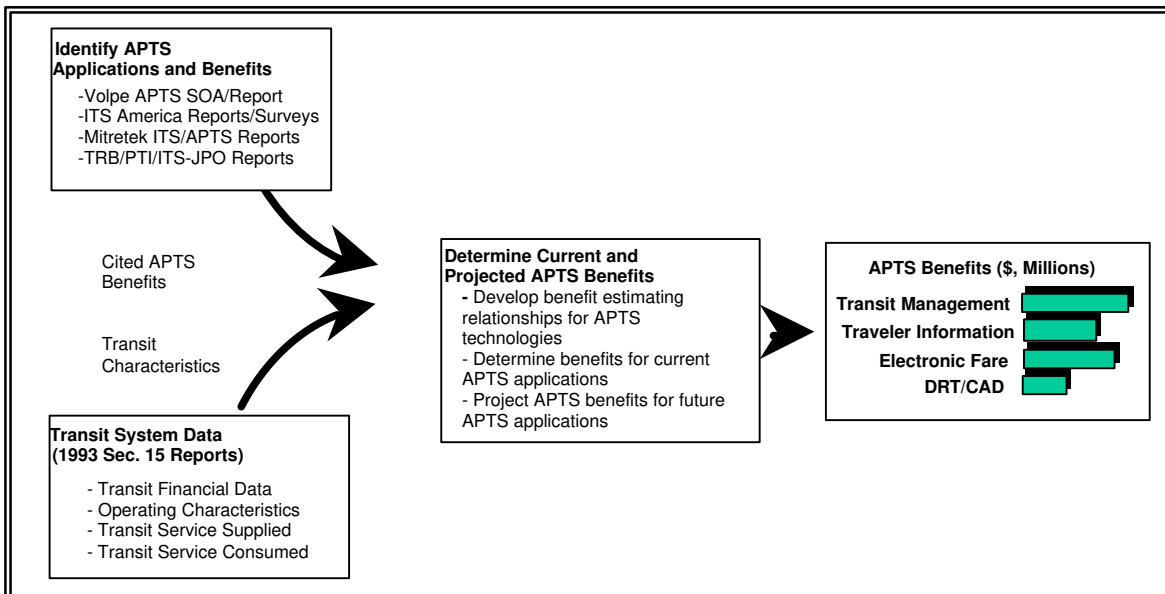 Identify APTS
Applications and Benefits
-Volpe APTS SOA/Report
-ITS America Reports/Surveys
-Mitretek ITS/APTS Reports
-TRB/PTI/ITS-JPO Reports
Cited APTS
Benefits
Transit
Characteristics
Transit System Data
(1993 Sec. 15 Reports)
- Transit Financial Data
- Operating Characteristics
- Transit Service Supplied
- Transit Service Consumed
Determine Current and
Projected APTS Benefits
- Develop benefit estimating
relationships for APTS
technologies
- Determine benefits for current
APTS applications
- Project APTS benefits for future
APTS applications
APTS Benefits ($, Millions)
Transit Management
Traveler Information
Electronic Fare
DRT/CAD